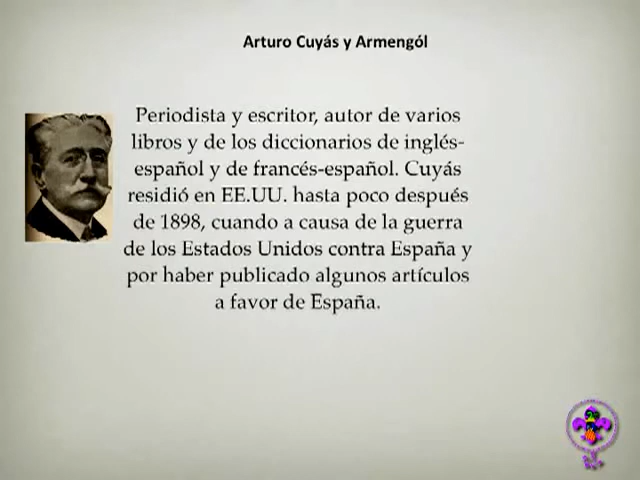 Arturo Cuyás y Armengól
Periodista y escritor, autor de varios
libros y de los diccionarios de inglés-
español y de francés-español. Cuyás
residió en EE.UU. hasta poco después
de 1898, cuando a causa de la guerra
de los Estados Unidos contra España y
por haber publicado algunos artículos
a favor de España.